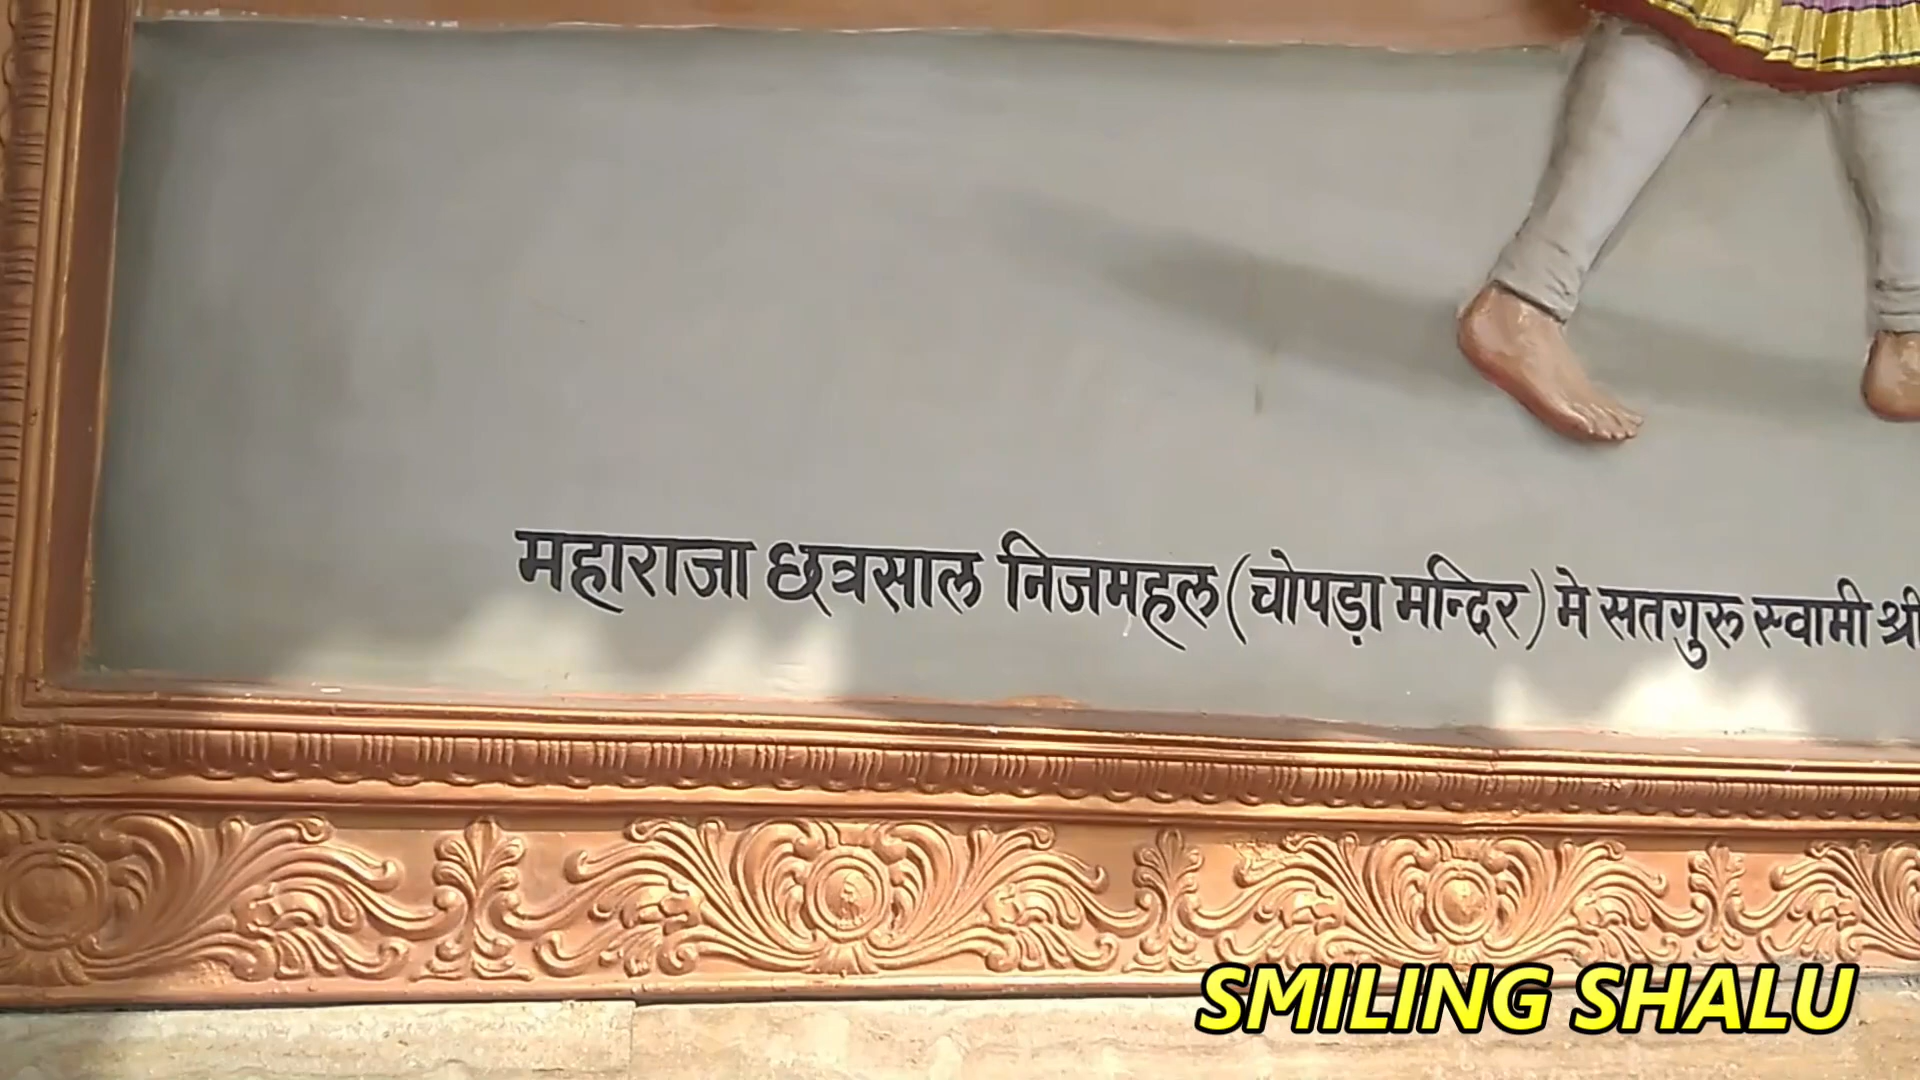 महाराजा छत्रसाल निजमहल (चोपड़ा मन्दिर) मे सतगुरू स्वामी श्री
SMILING SHALU